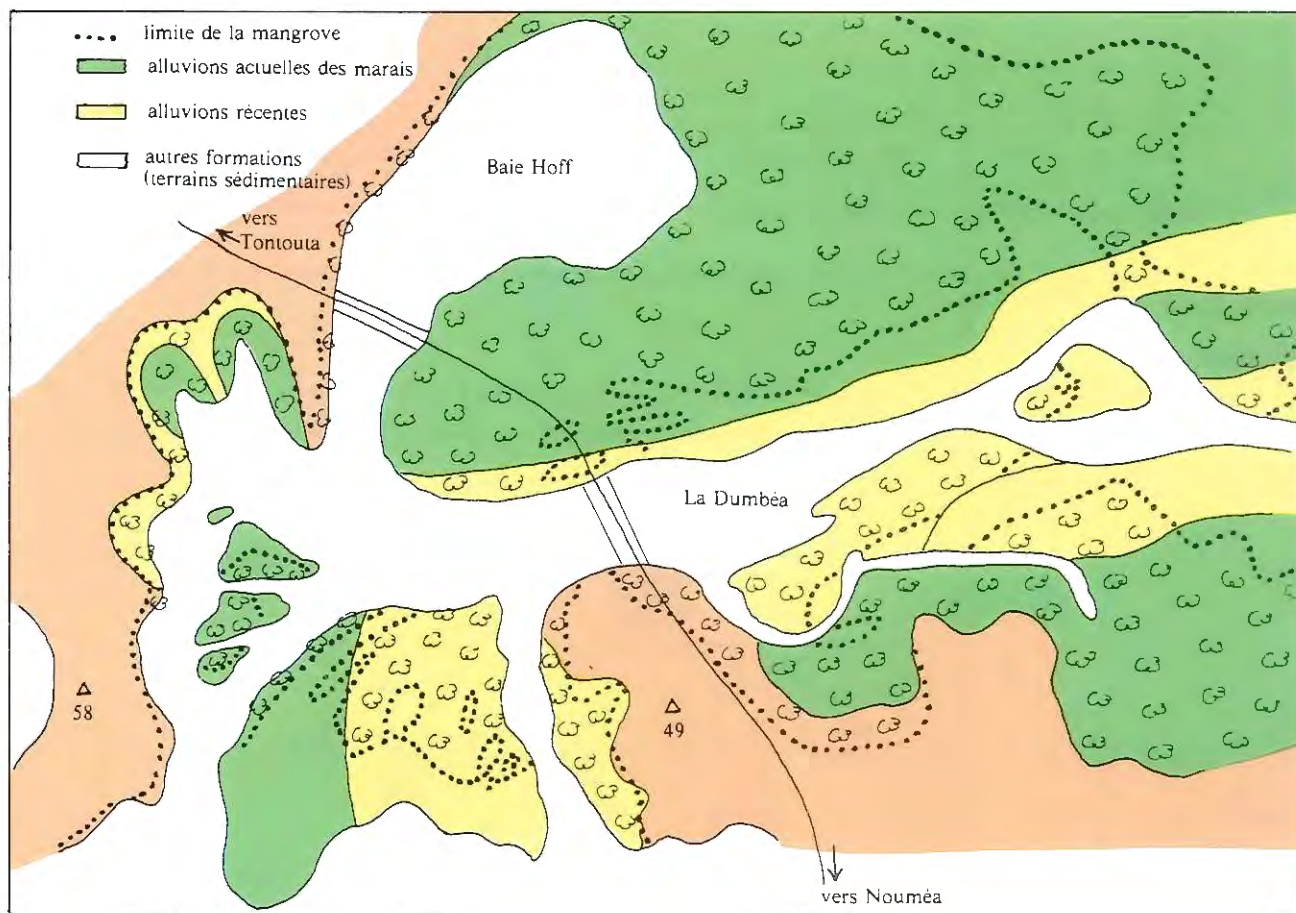 limite de la mangrove
alluvions actuelles des marais
alluvions récentes
autres formations
(terrains sédimentaires)
vers
Tontouta
Baie Hoff
La Dumbéa
58
49
vers Nouméa